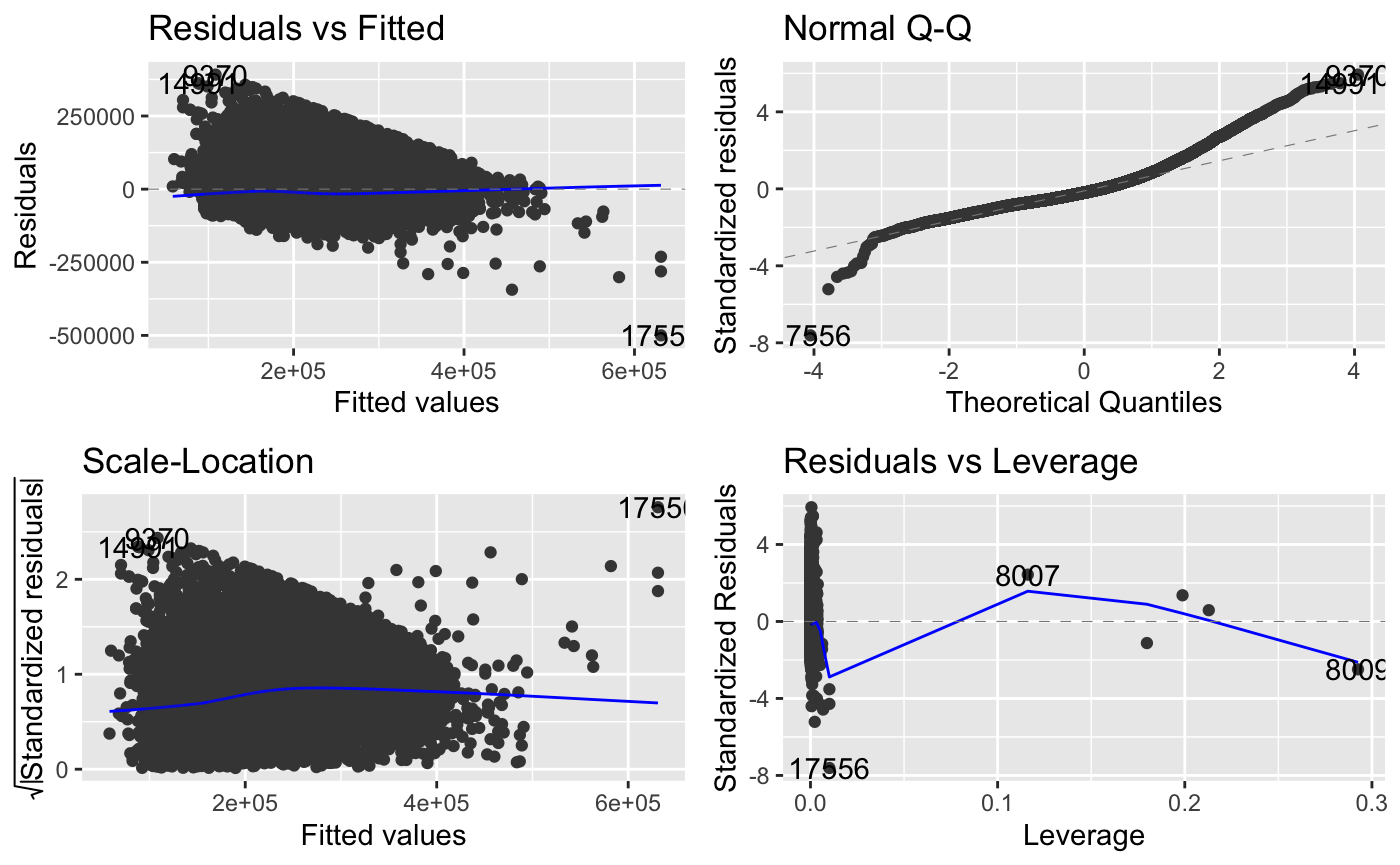 Residuals vs Fitted
9370
14991
250000
0
-250000
-500000
Residuals
1755
2e+05 4e+05 6e+05
Fitted values
Normal Q-Q
9370
14991
4
0
-4
-8
Standardized residuals
7556
-4 -2 0 2 4
Theoretical Quantiles
Scale-Location
1755
9370
14991
2
1
0
√|Standardized residuals|
2e+05 4e+05 6e+05
Fitted values
Residuals vs Leverage
4
0
-4
-8
Standardized Residuals
8007
8009
17556
0.0 0.1 0.2 0.3
Leverage